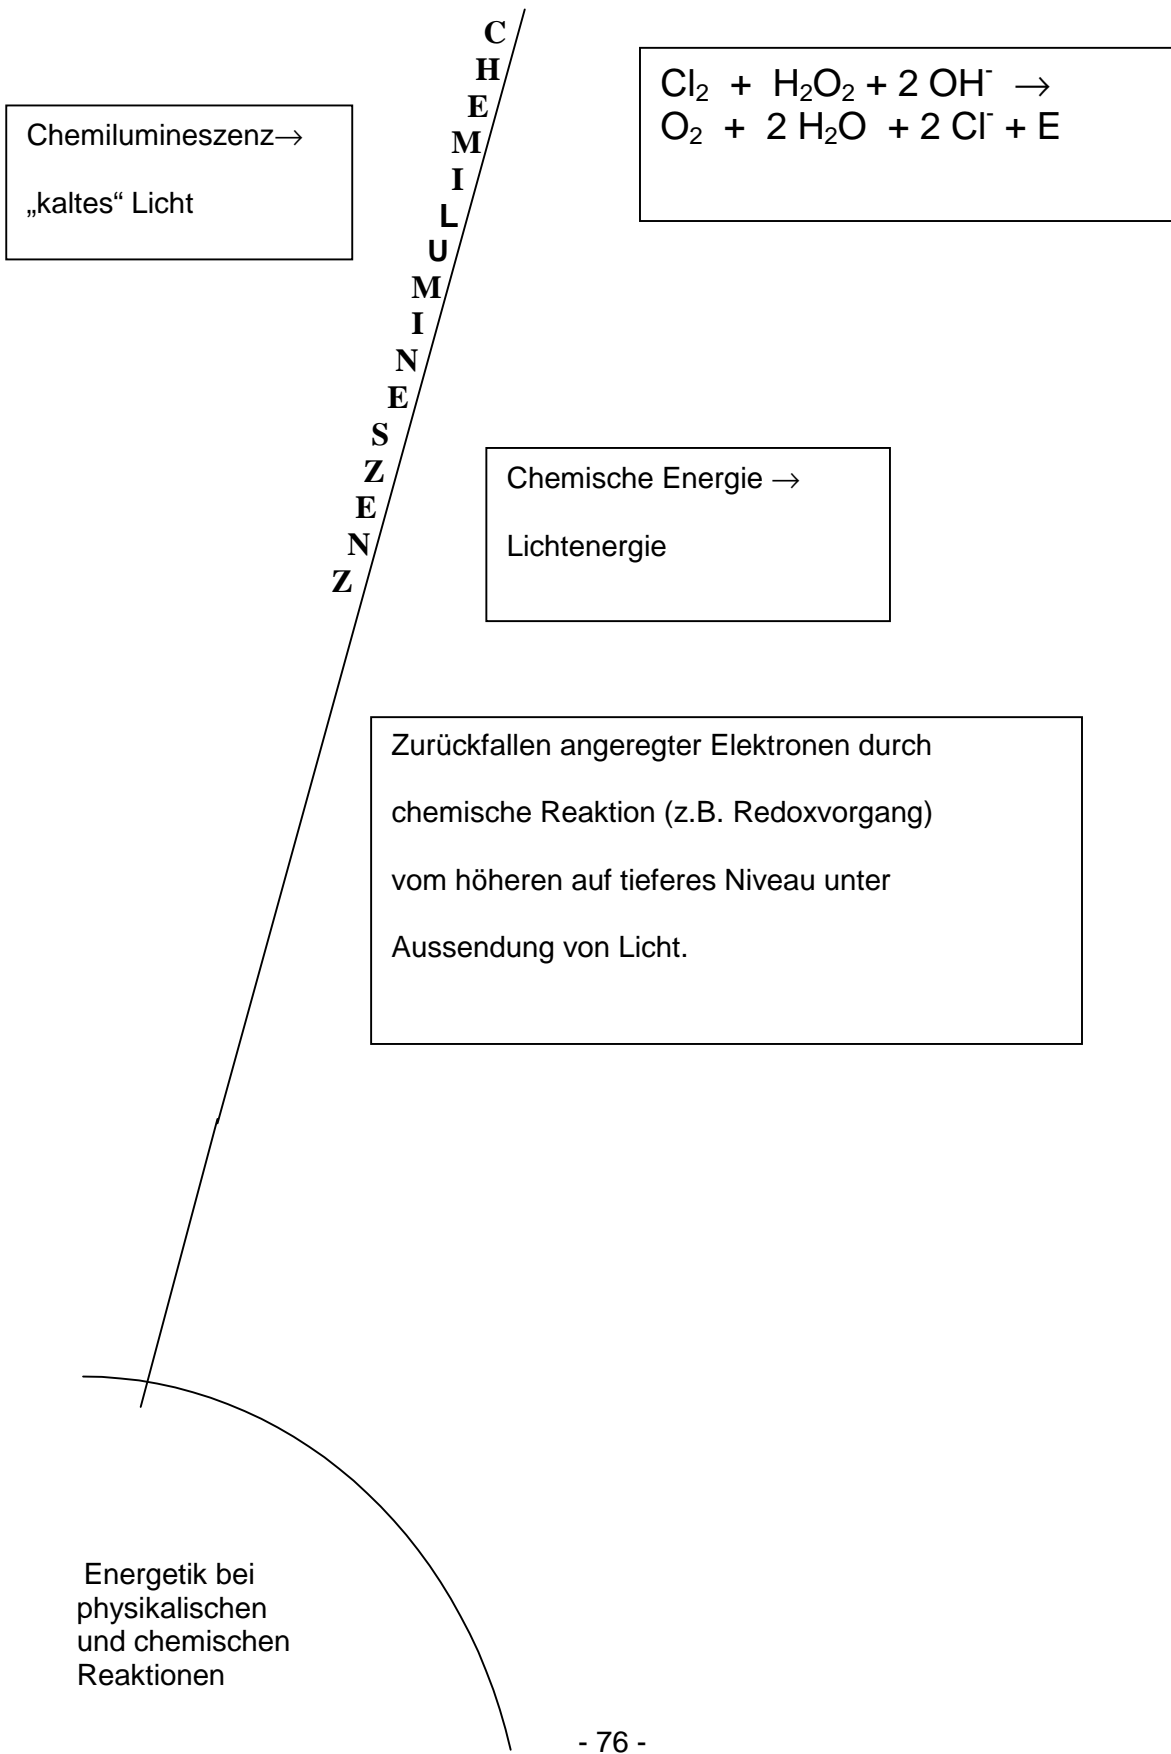 CHEMILUMINESZENZ
Cl₂ + H₂O₂ + 2 OH⁻ →
O₂ + 2 H₂O + 2 Cl⁻ + E
Chemilumineszenz→
„kaltes“ Licht
Chemische Energie →
Lichtenergie
Zurückfallen angeregter Elektronen durch
chemische Reaktion (z.B. Redoxvorgang)
vom höheren auf tieferes Niveau unter
Aussendung von Licht.
Energetik bei
physikalischen
und chemischen
Reaktionen
- 76 -